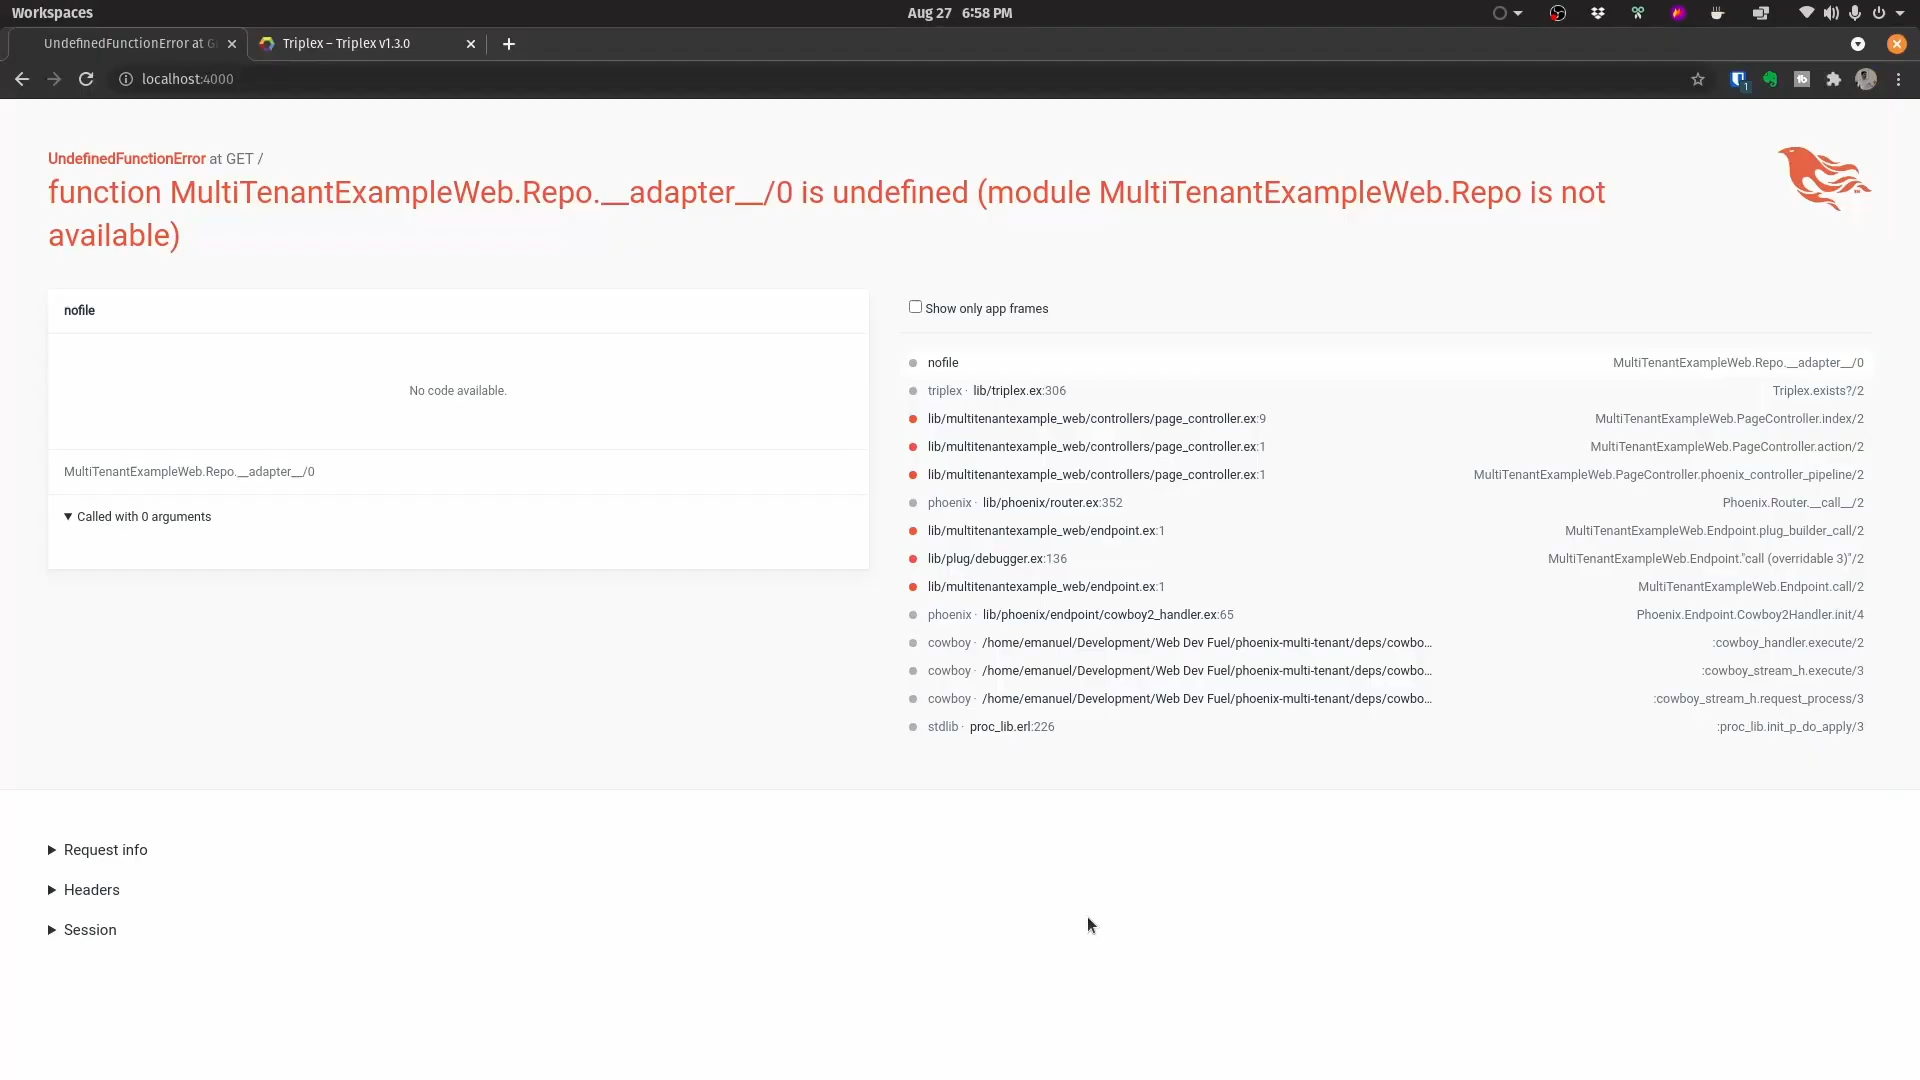 Workspaces
Aug 27 6:58 PM
UndefinedFunctionError at G
Triplex – Triplex v1.3.0
localhost:4000
1
UndefinedFunctionError at GET /
function MultiTenantExampleWeb.Repo.__adapter__/0 is undefined (module MultiTenantExampleWeb.Repo is not
available)
nofile
No code available.
MultiTenantExampleWeb.Repo.__adapter__/0
▼ Called with 0 arguments
Show only app frames
nofile MultiTenantExampleWeb.Repo.__adapter__/0
triplex · lib/triplex.ex:306 Triplex.exists?/2
lib/multitenantexample_web/controllers/page_controller.ex:9 MultiTenantExampleWeb.PageController.index/2
lib/multitenantexample_web/controllers/page_controller.ex:1 MultiTenantExampleWeb.PageController.action/2
lib/multitenantexample_web/controllers/page_controller.ex:1 MultiTenantExampleWeb.PageController.phoenix_controller_pipeline/2
phoenix · lib/phoenix/router.ex:352 Phoenix.Router.__call__/2
lib/multitenantexample_web/endpoint.ex:1 MultiTenantExampleWeb.Endpoint.plug_builder_call/2
lib/plug/debugger.ex:136 MultiTenantExampleWeb.Endpoint."call (overridable 3)"/2
lib/multitenantexample_web/endpoint.ex:1 MultiTenantExampleWeb.Endpoint.call/2
phoenix · lib/phoenix/endpoint/cowboy2_handler.ex:65 Phoenix.Endpoint.Cowboy2Handler.init/4
cowboy · /home/emanuel/Development/Web Dev Fuel/phoenix-multi-tenant/deps/cowbo... :cowboy_handler.execute/2
cowboy · /home/emanuel/Development/Web Dev Fuel/phoenix-multi-tenant/deps/cowbo... :cowboy_stream_h.execute/3
cowboy · /home/emanuel/Development/Web Dev Fuel/phoenix-multi-tenant/deps/cowbo... :cowboy_stream_h.request_process/3
stdlib · proc_lib.erl:226 :proc_lib.init_p_do_apply/3
▶ Request info
▶ Headers
▶ Session